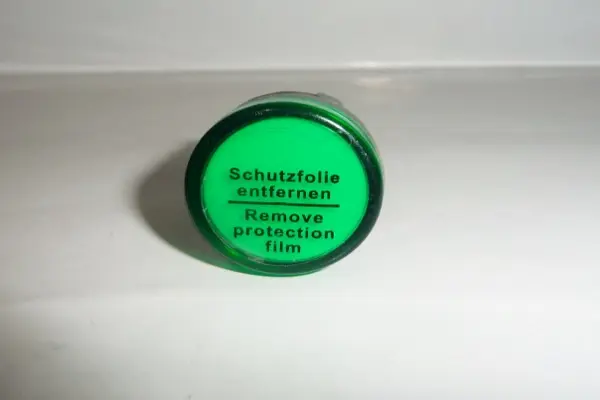 Schutzfolie
entfernen
Remove
protection
film